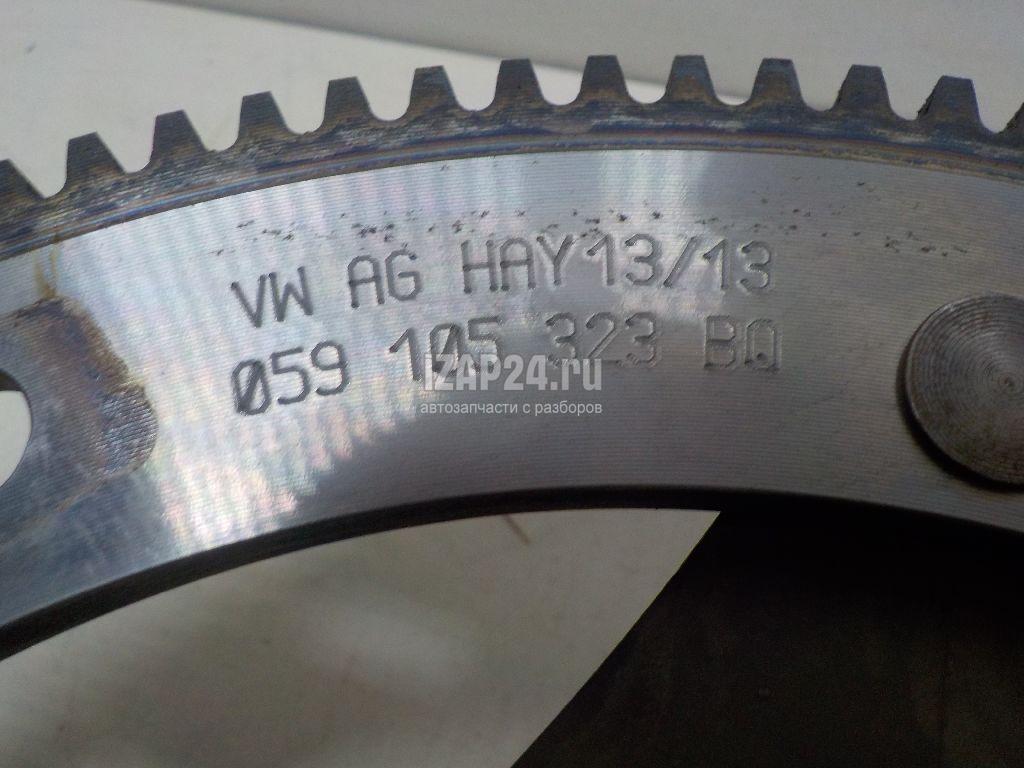 VW AG HAY13/13
059 105 323 BQ
iZAP24.ru
автозапчасти с разборов